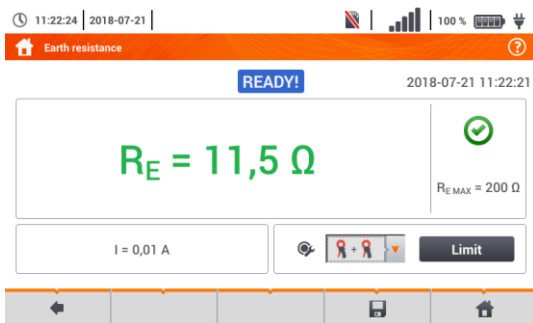 11:22:24 2018-07-21 100 %
Earth resistance ?
READY! 2018-07-21 11:22:21
RE = 11,5 Ω
RE MAX = 200 Ω
I = 0,01 A + Limit